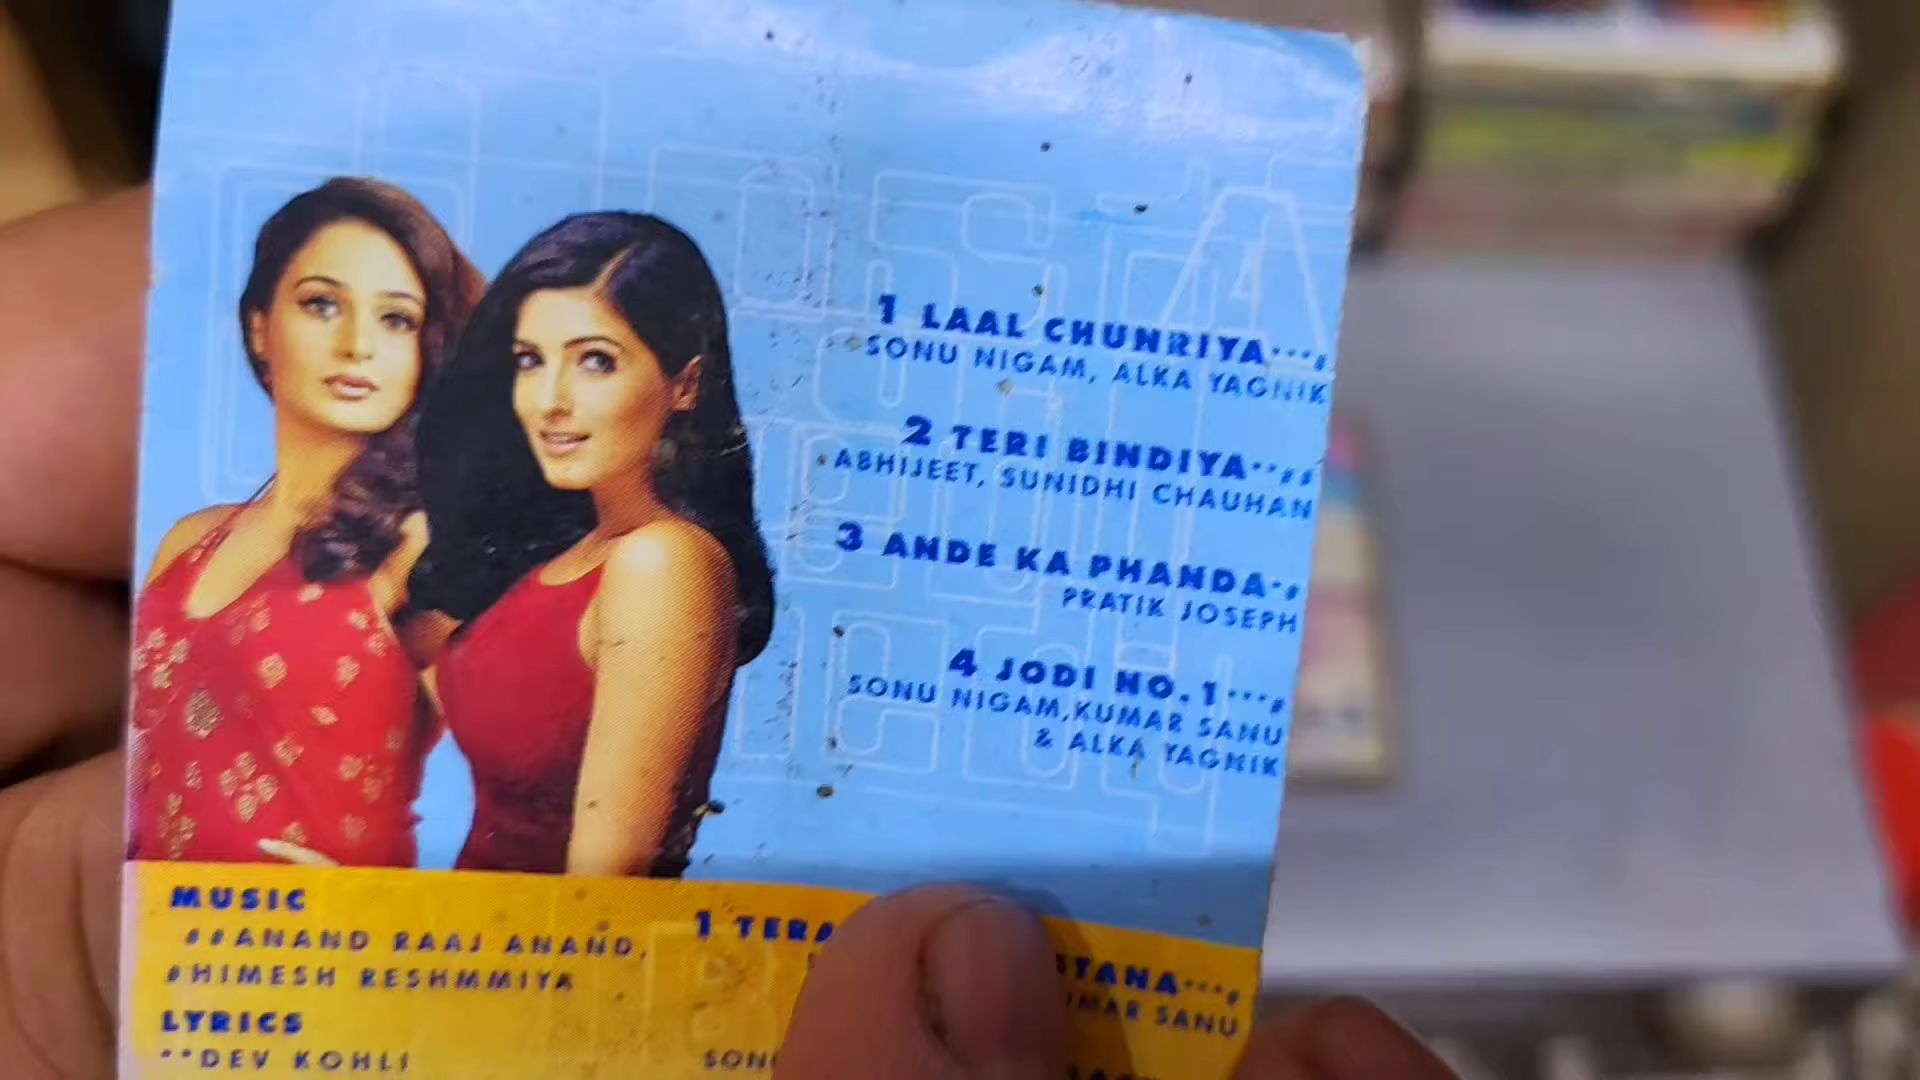 1 LAAL CHUNRIYA
SONU NIGAM, ALKA YAGNIK
2 TERI BINDIYA
ABHIJEET, SUNIDHI CHAUHAN
3 ANDE KA PHANDA
PRATIK JOSEPH
4 JODI NO.1
SONU NIGAM,KUMAR SANU
& ALKA YAGNIK
MUSIC
##ANAND RAAJ ANAND,
#HIMESH RESHMMIYA
LYRICS
**DEV KOHLI
1 TERA
SANU